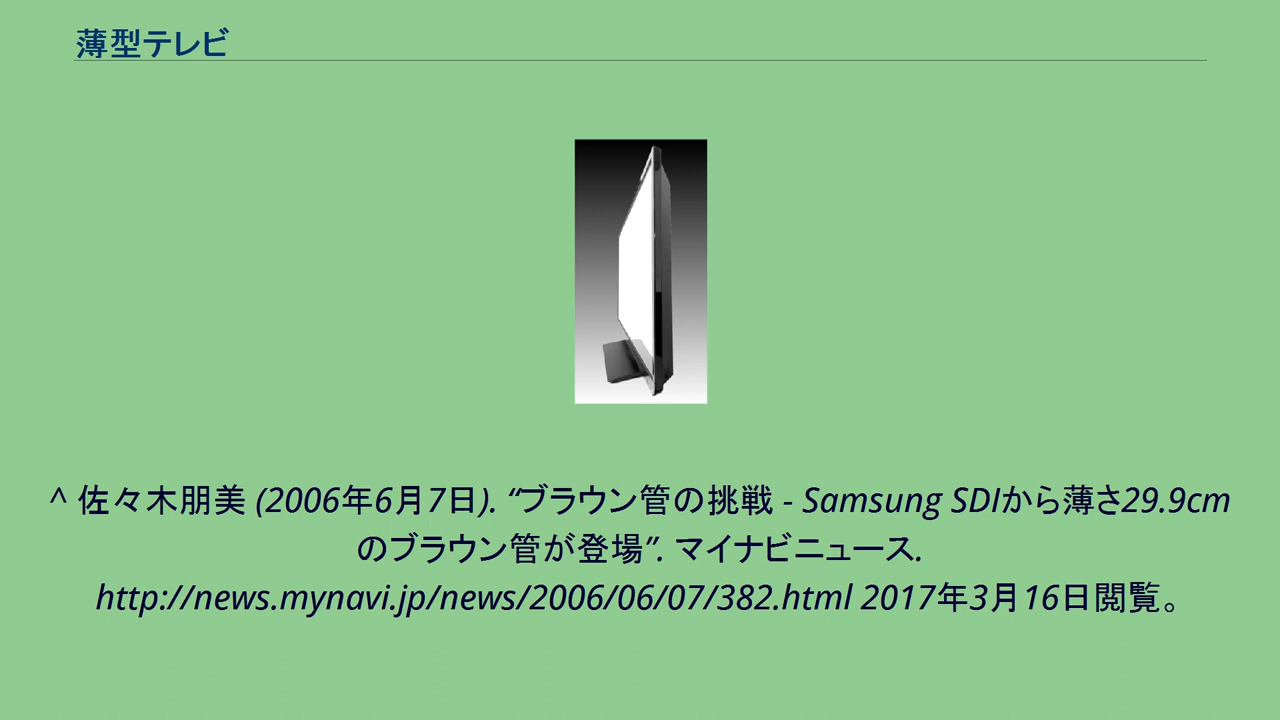 薄型テレビ
^ 佐々木朋美 (2006年6月7日). “ブラウン管の挑戦 - Samsung SDIから薄さ29.9cm
のブラウン管が登場”. マイナビニュース.
http://news.mynavi.jp/news/2006/06/07/382.html 2017年3月16日閲覧。